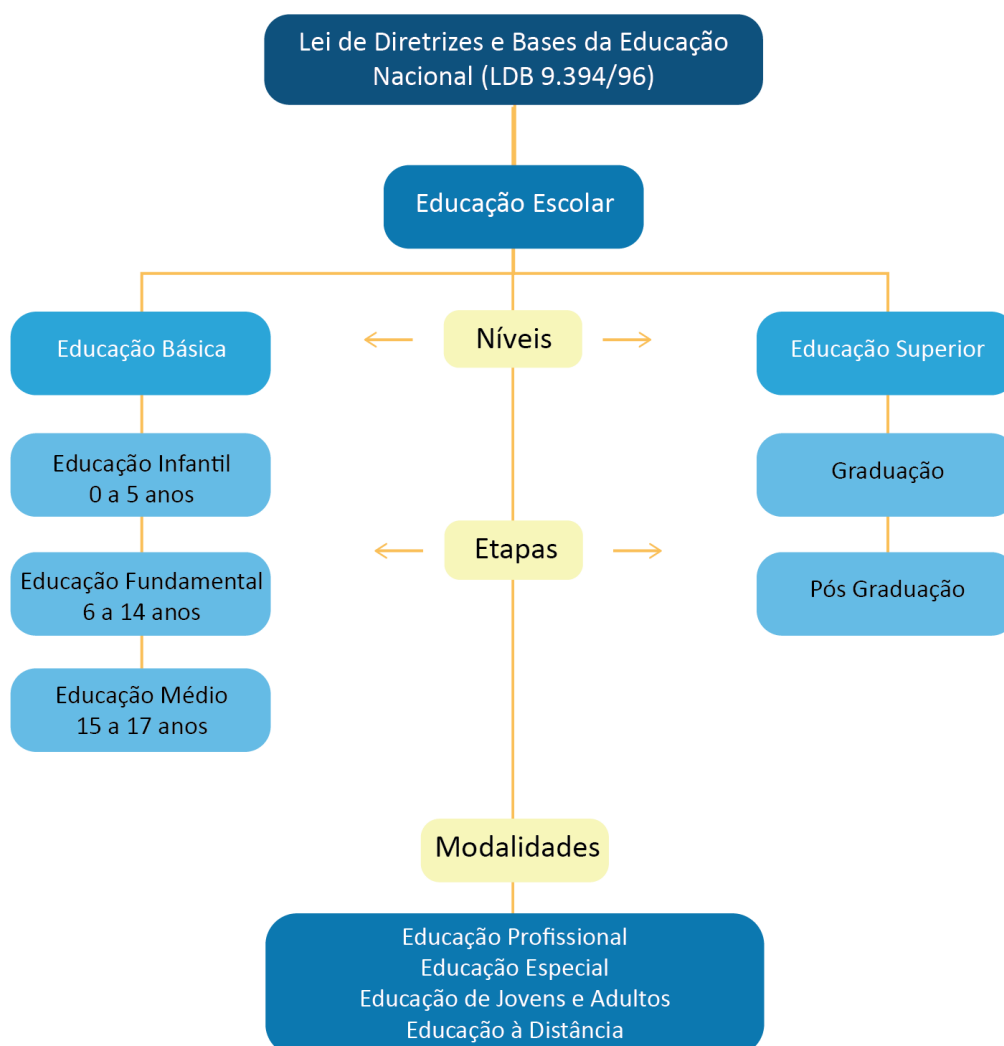 Lei de Diretrizes e Bases da Educação
Nacional (LDB 9.394/96)
Educação Escolar
Educação Básica
Níveis
Educação Superior
Educação Infantil
0 a 5 anos
Graduação
Etapas
Educação Fundamental
6 a 14 anos
Pós Graduação
Educação Médio
15 a 17 anos
Modalidades
Educação Profissional
Educação Especial
Educação de Jovens e Adultos
Educação à Distância